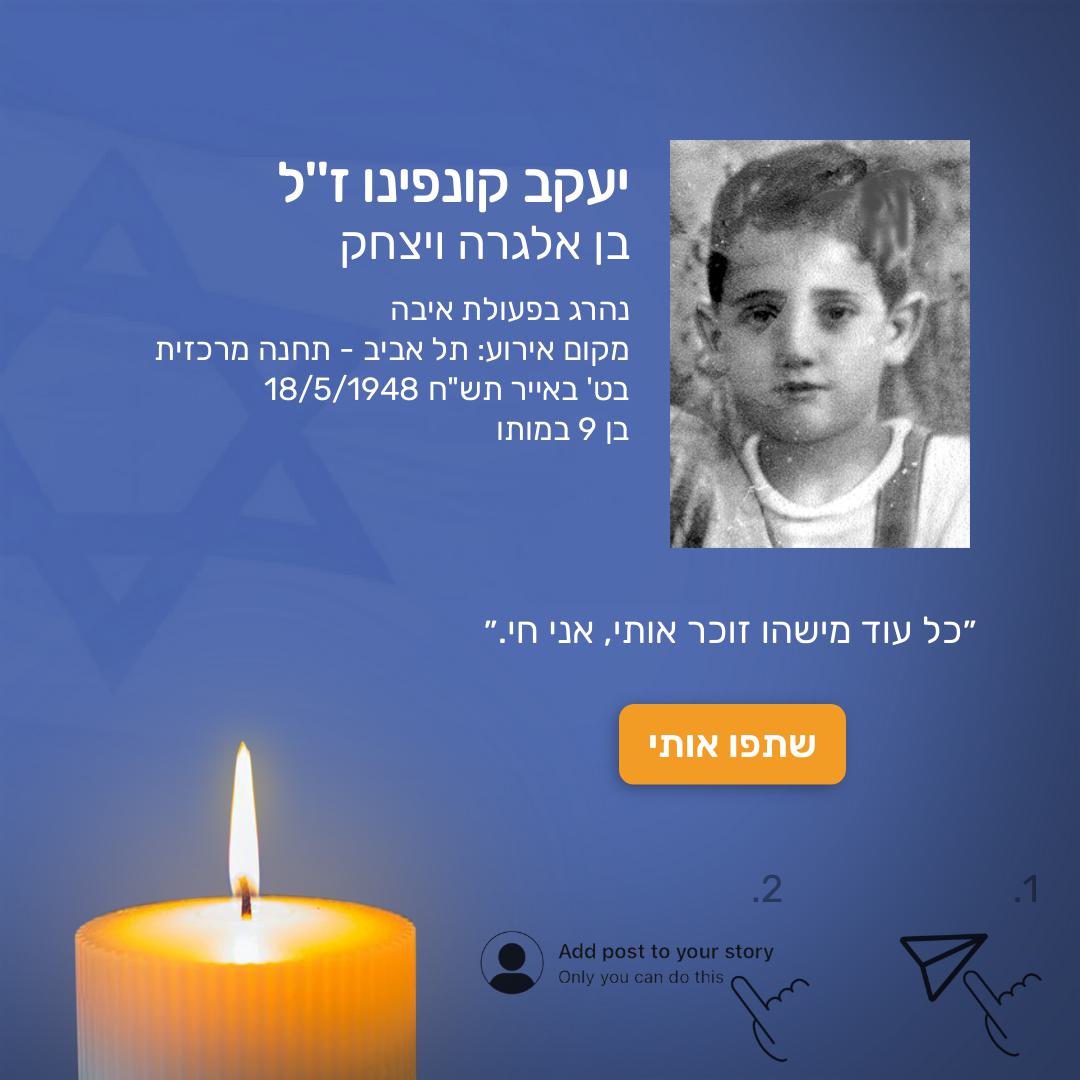 יעקב קונפינו ז"ל
בן אלגרה ויצחק
נהרג בפעולת איבה
מקום אירוע: תל אביב - תחנה מרכזית
בט' באייר תש"ח 18/5/1948
בן 9 במותו
"כל עוד מישהו זוכר אותי, אני חי."
שתפו אותי
.1
.2
Add post to your story
Only you can do this